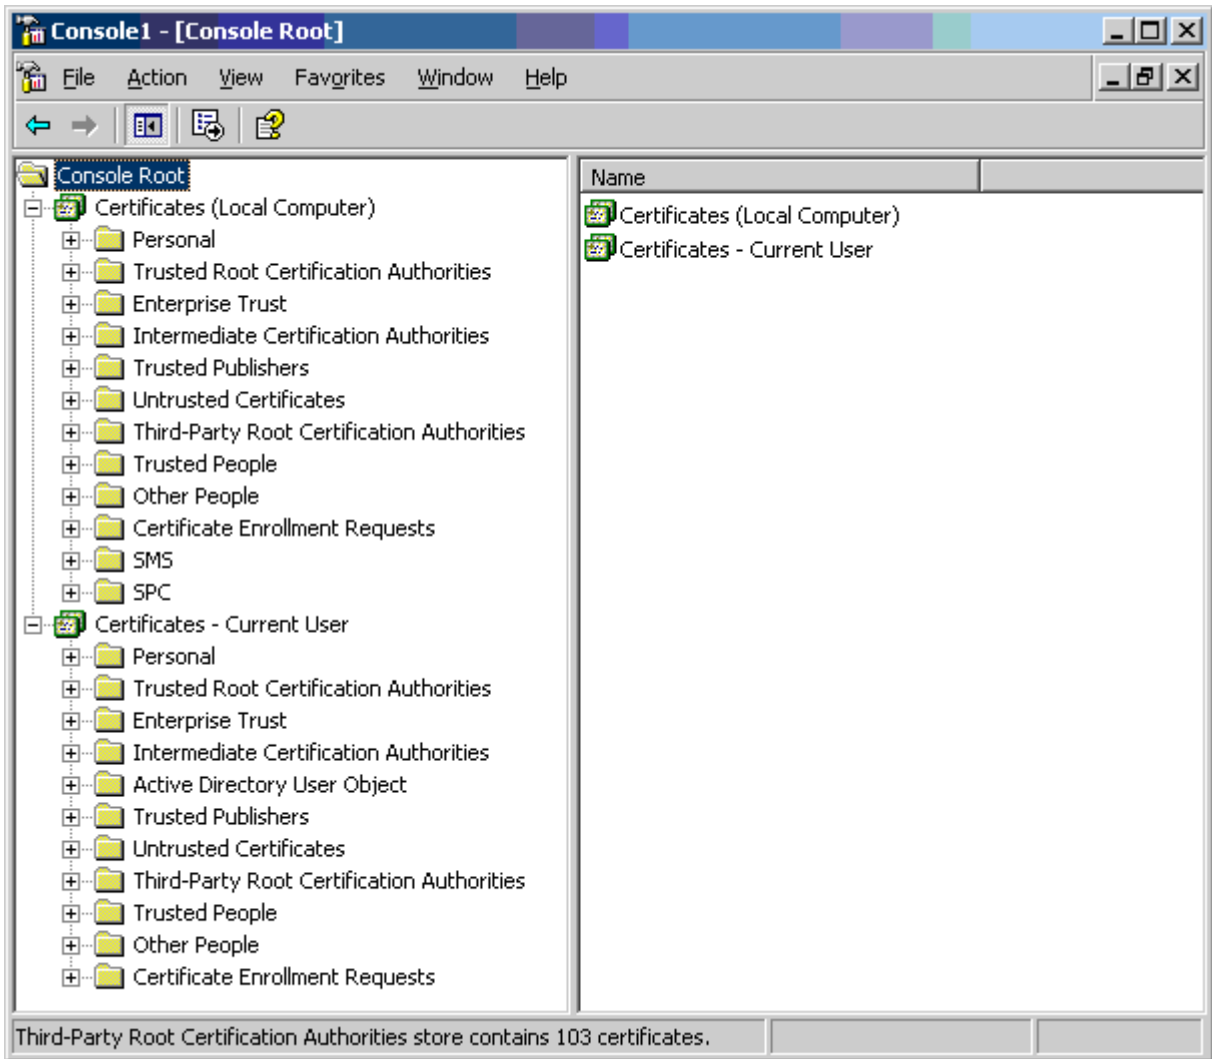 Console1 - [Console Root]
File Action View Favorites Window Help
Console Root
Certificates (Local Computer)
Personal
Trusted Root Certification Authorities
Enterprise Trust
Intermediate Certification Authorities
Trusted Publishers
Untrusted Certificates
Third-Party Root Certification Authorities
Trusted People
Other People
Certificate Enrollment Requests
SMS
SPC
Certificates - Current User
Personal
Trusted Root Certification Authorities
Enterprise Trust
Intermediate Certification Authorities
Active Directory User Object
Trusted Publishers
Untrusted Certificates
Third-Party Root Certification Authorities
Trusted People
Other People
Certificate Enrollment Requests
Name
Certificates (Local Computer)
Certificates - Current User
Third-Party Root Certification Authorities store contains 103 certificates.